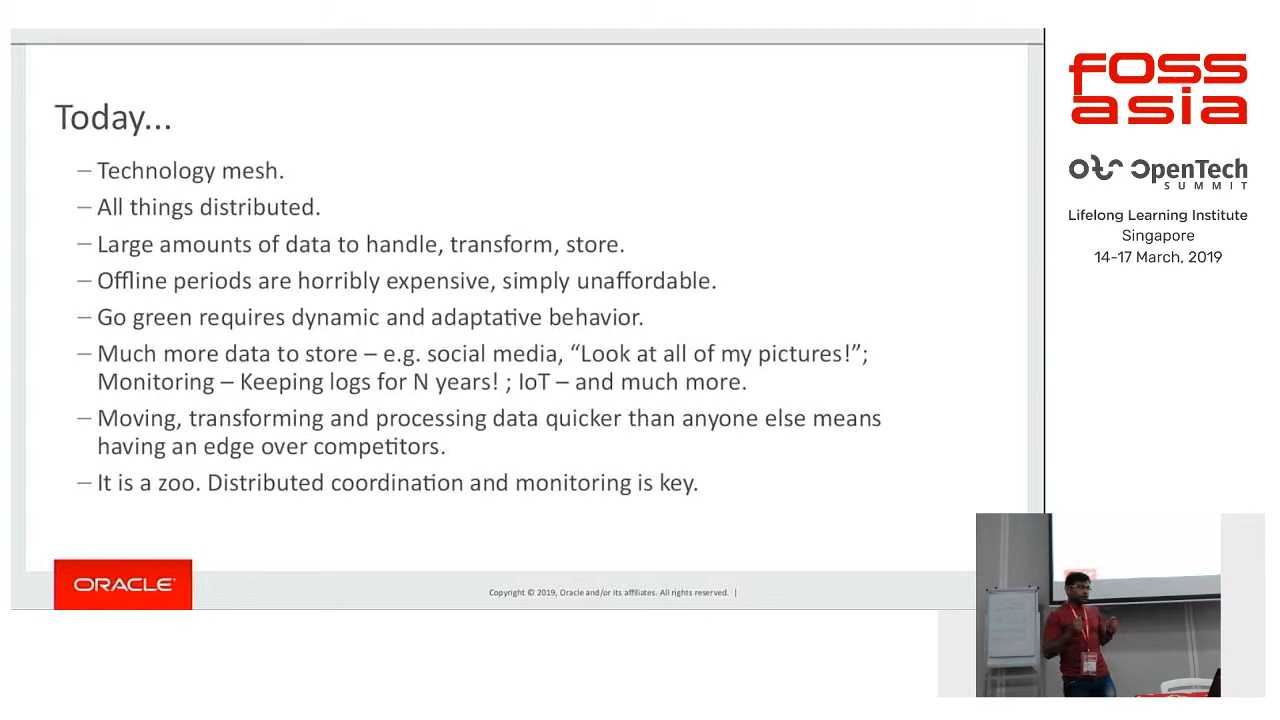 Today...
– Technology mesh.
– All things distributed.
– Large amounts of data to handle, transform, store.
– Offline periods are horribly expensive, simply unaffordable.
– Go green requires dynamic and adaptative behavior.
– Much more data to store – e.g. social media, “Look at all of my pictures!”;
Monitoring – Keeping logs for N years! ; IoT – and much more.
– Moving, transforming and processing data quicker than anyone else means
having an edge over competitors.
– It is a zoo. Distributed coordination and monitoring is key.
ORACLE
Copyright © 2019, Oracle and/or its affiliates. All rights reserved. |
FOSS
asia
OpenTech
SUMMIT
Lifelong Learning Institute
Singapore
14-17 March, 2019